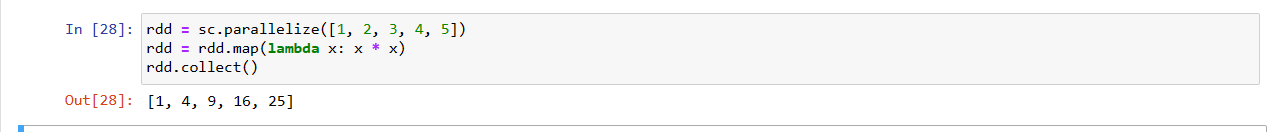 In [28]: rdd = sc.parallelize([1, 2, 3, 4, 5])
rdd = rdd.map(lambda x: x * x)
rdd.collect()
Out[28]: [1, 4, 9, 16, 25]